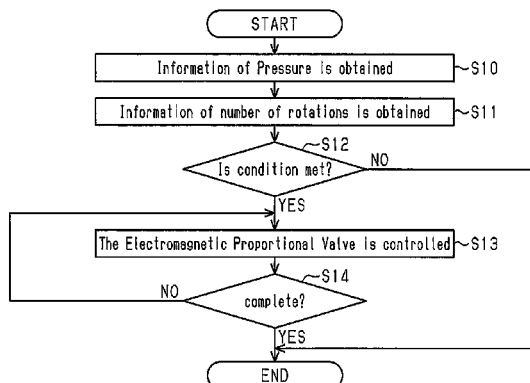 START
Information of Pressure is obtained
S10
Information of number of rotations is obtained
S11
S12
Is condition met?
NO
YES
The Electromagnetic Proportional Valve is controlled
S13
S14
NO
complete?
YES
END